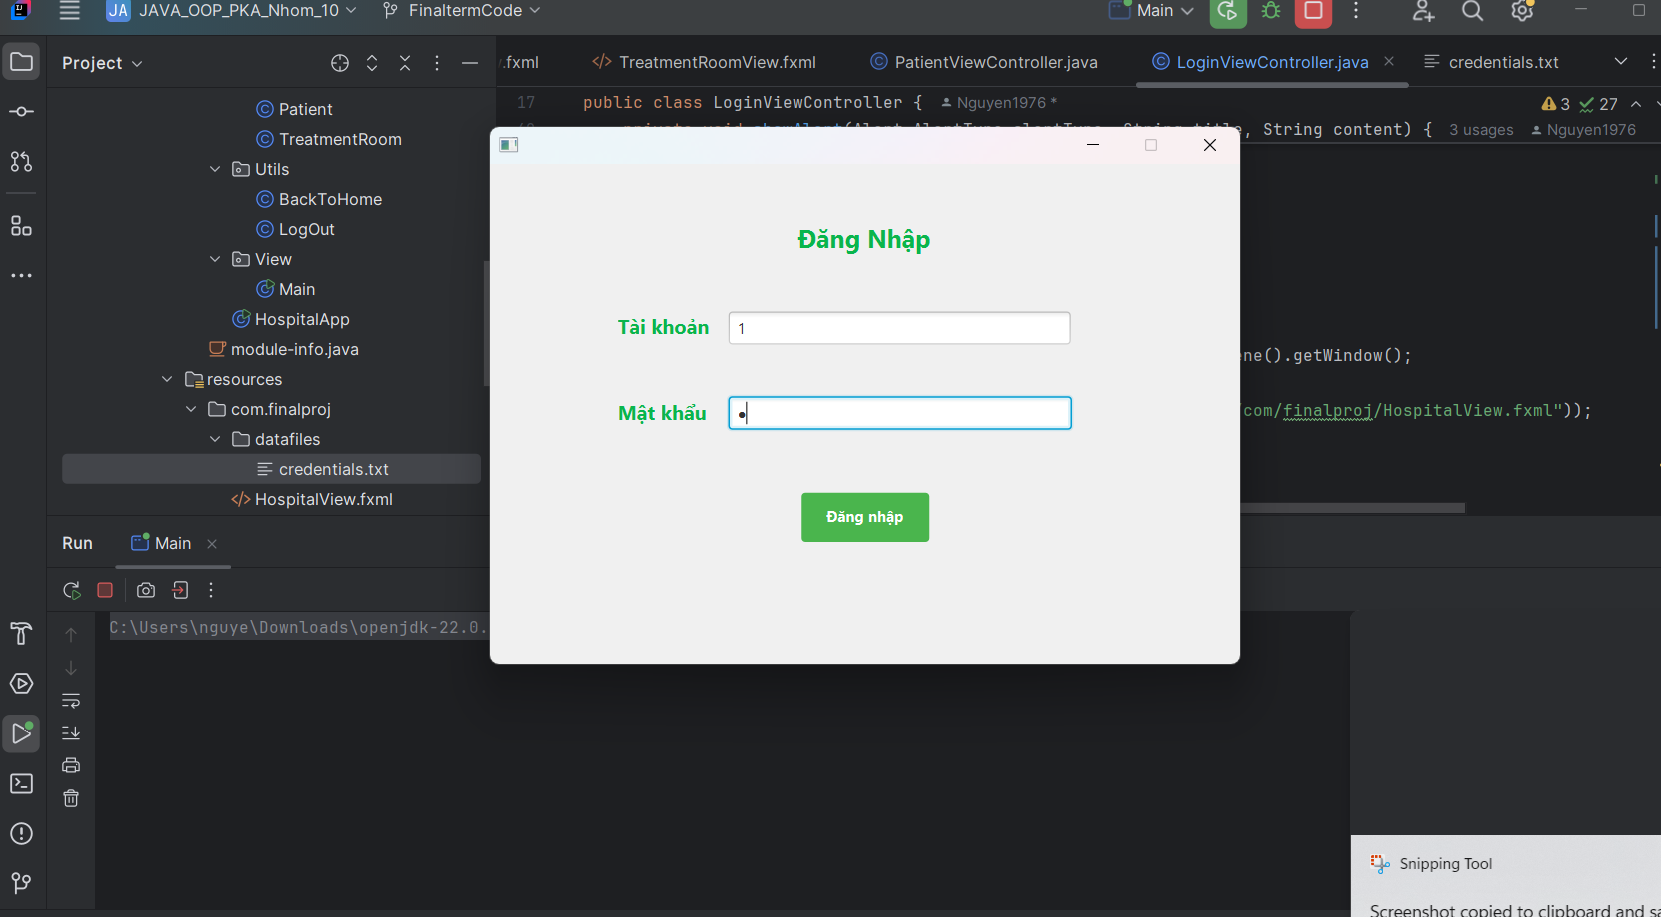 JA JAVA_OOP_PKA_Nhom_10 FinaltermCode Main
Project
.fxml TreatmentRoomView.fxml PatientViewController.java LoginViewController.java credentials.txt
17 public class LoginViewController { Nguyen1976 *
3 27
String content) { 3 usages Nguyen1976
Patient
TreatmentRoom
Utils
BackToHome
LogOut
View
Main
HospitalApp
module-info.java
resources
com.finalproj
datafiles
credentials.txt
HospitalView.fxml
Đăng Nhập
Tài khoản 1
Mật khẩu •
Đăng nhập
ene().getWindow();
com/finalproj/HospitalView.fxml"));
Run Main
C:\Users\nguye\Downloads\openjdk-22.0.
Snipping Tool
Screenshot copied to clipboard and sa